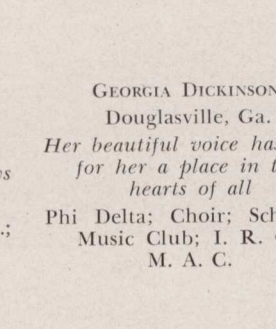 GEORGIA DICKINSON
Douglasville, Ga.
Her beautiful voice has
for her a place in t
hearts of all
Phi Delta; Choir; Sch
Music Club; I. R.
M. A. C.